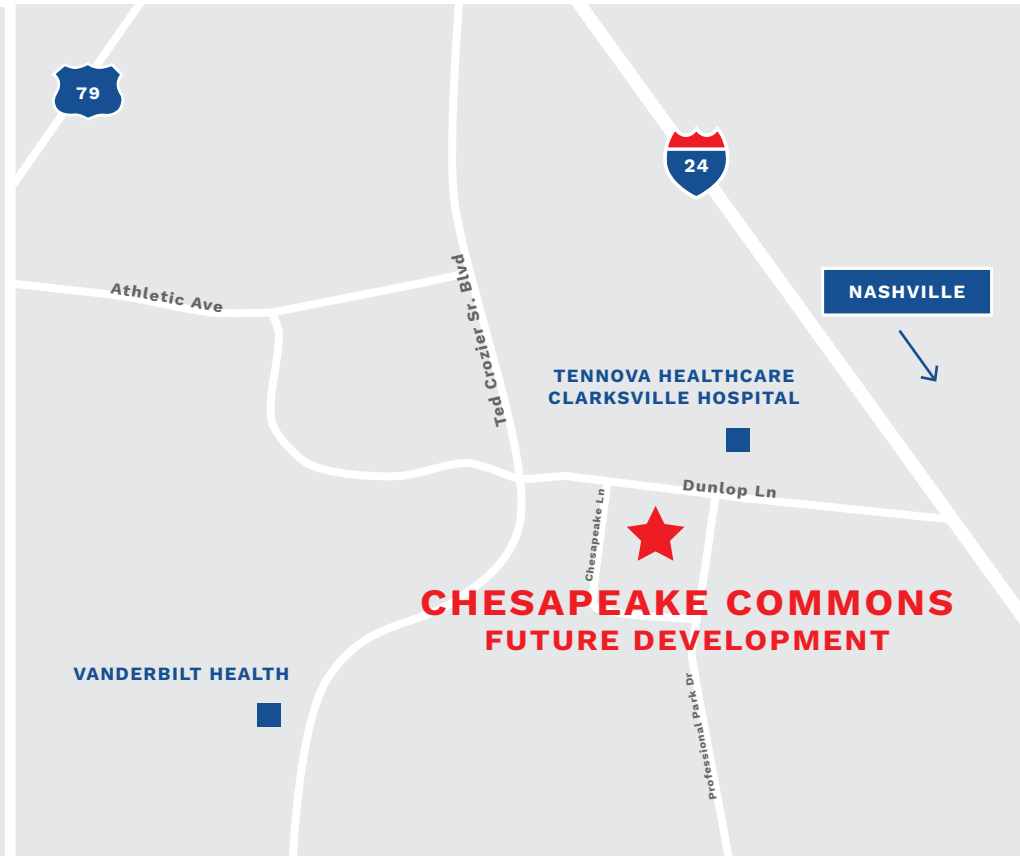 79
24
Athletic Ave
Ted Crozier Sr. Blvd
NASHVILLE
TENNOVA HEALTHCARE
CLARKSVILLE HOSPITAL
Dunlop Ln
Chesapeake Ln
CHESAPEAKE COMMONS
FUTURE DEVELOPMENT
VANDERBILT HEALTH
Professional Park Dr